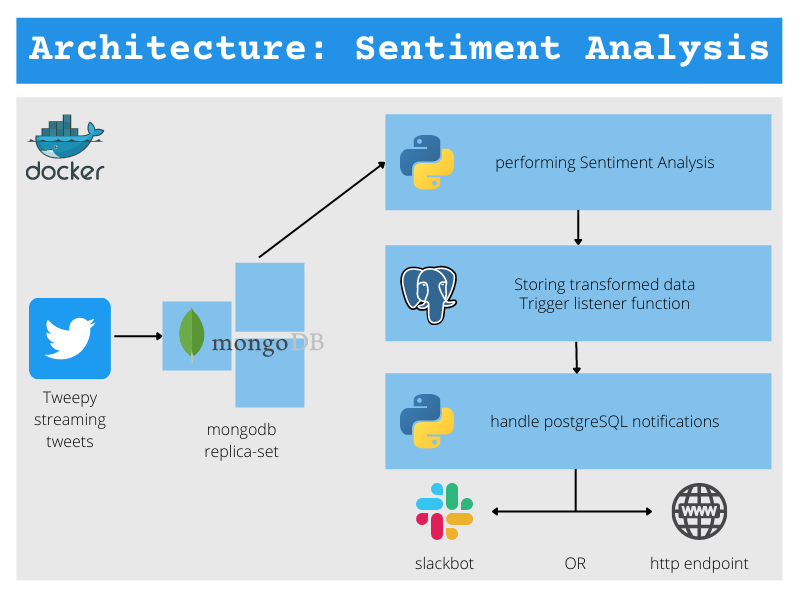 Architecture: Sentiment Analysis
docker
performing Sentiment Analysis
Storing transformed data
Trigger listener function
mongoDB
Tweepy
streaming
tweets
mongodb
replica-set
handle postgreSQL notifications
WWW
slackbot
OR
http endpoint